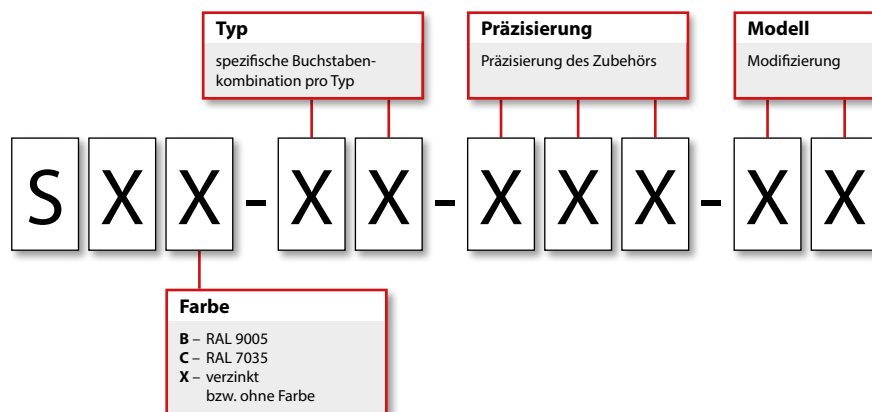 Typ
spezifische Buchstaben-
kombination pro Typ
Präzisierung
Präzisierung des Zubehörs
Modell
Modifizierung
S X X - X X - X X X - X X
Farbe
B – RAL 9005
C – RAL 7035
X – verzinkt
bzw. ohne Farbe